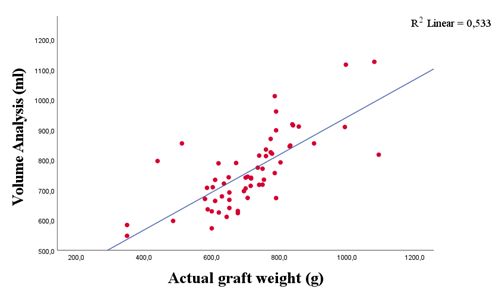 R² Linear = 0,533
1200,0
1100,0
1000,0
900,0
800,0
700,0
600,0
500,0
Volume Analysis (ml)
200,0 400,0 600,0 800,0 1000,0 1200,0
Actual graft weight (g)